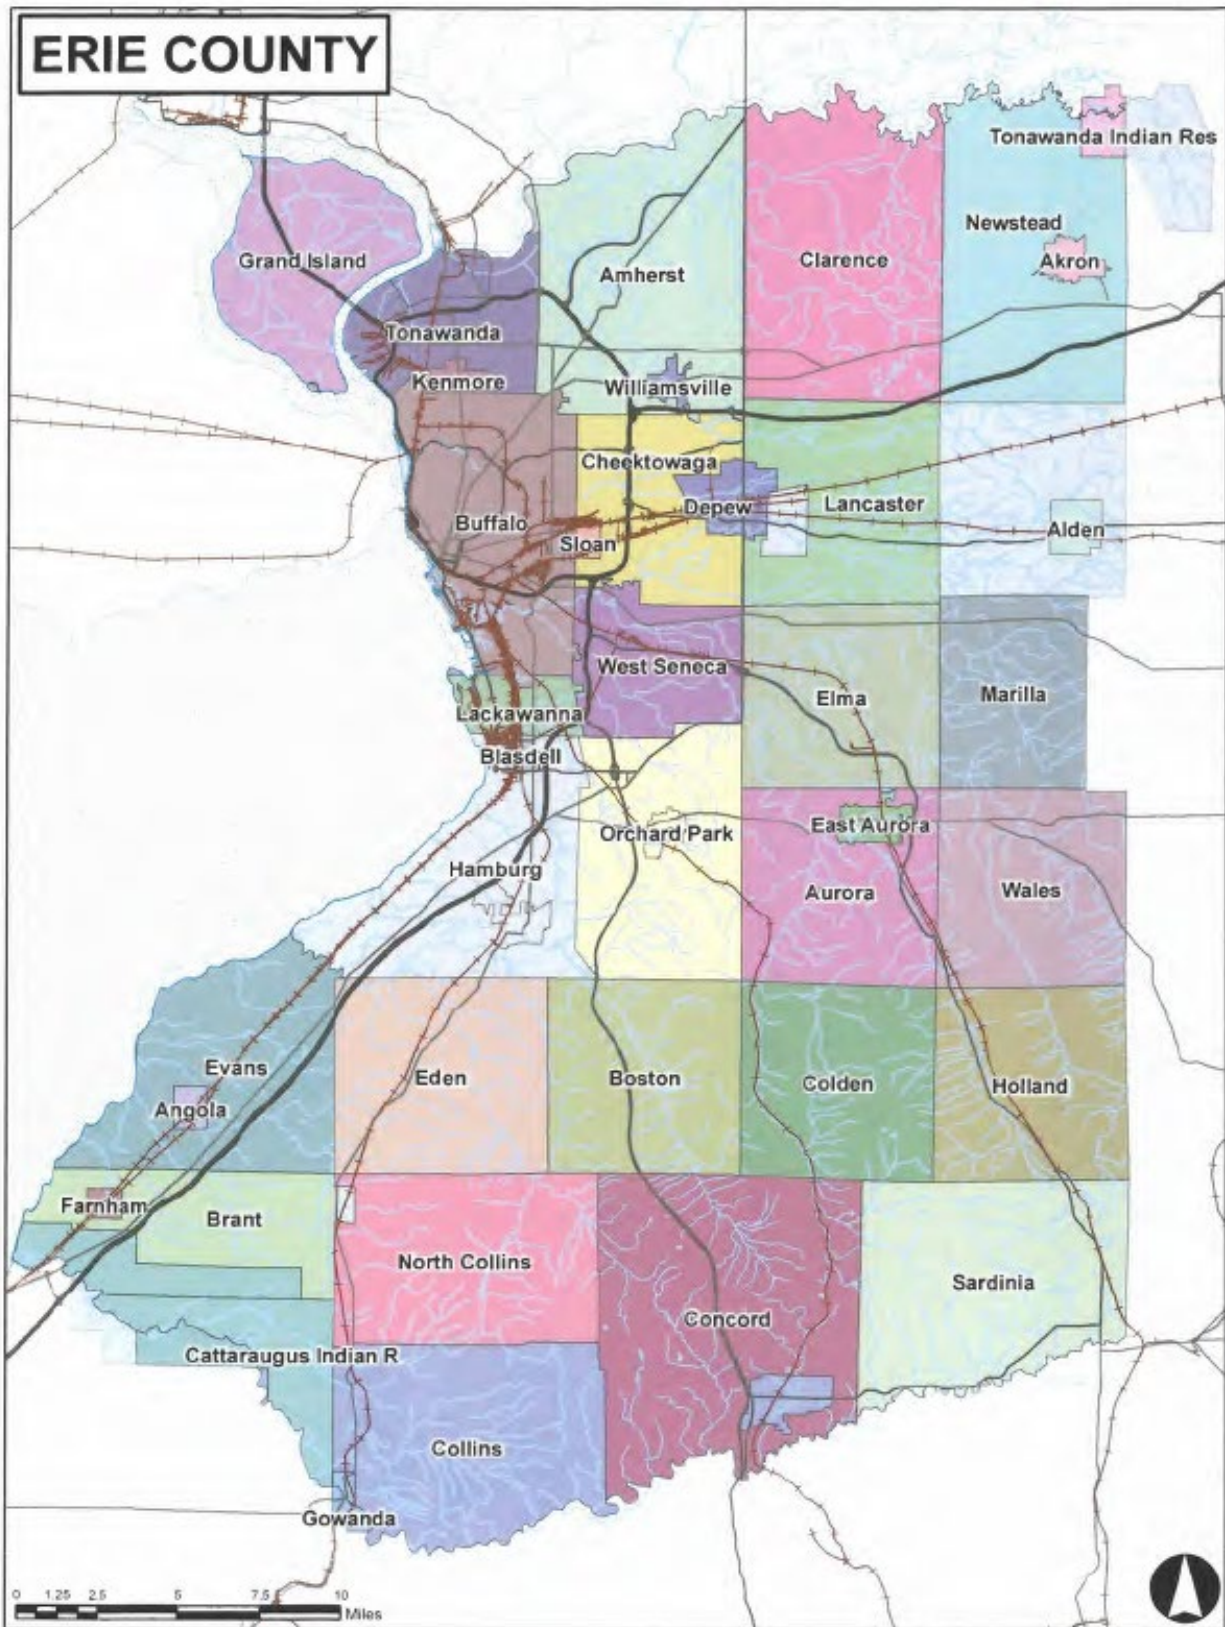 ERIE COUNTY
Tonawanda Indian Res
Newstead
Grand Island
Amherst
Clarence
Akron
Tonawanda
Kenmore
Williamsville
Cheektowaga
Depew
Lancaster
Buffalo
Sloan
Alden
West Seneca
Elma
Marilla
Lackawanna
Blasdell
Orchard Park
East Aurora
Hamburg
Aurora
Wales
Evans
Eden
Boston
Colden
Holland
Angola
Farnham
Brant
North Collins
Sardinia
Concord
Cattaraugus Indian R
Collins
Gowanda
0 1.25 2.5 5 7.5 10
Miles